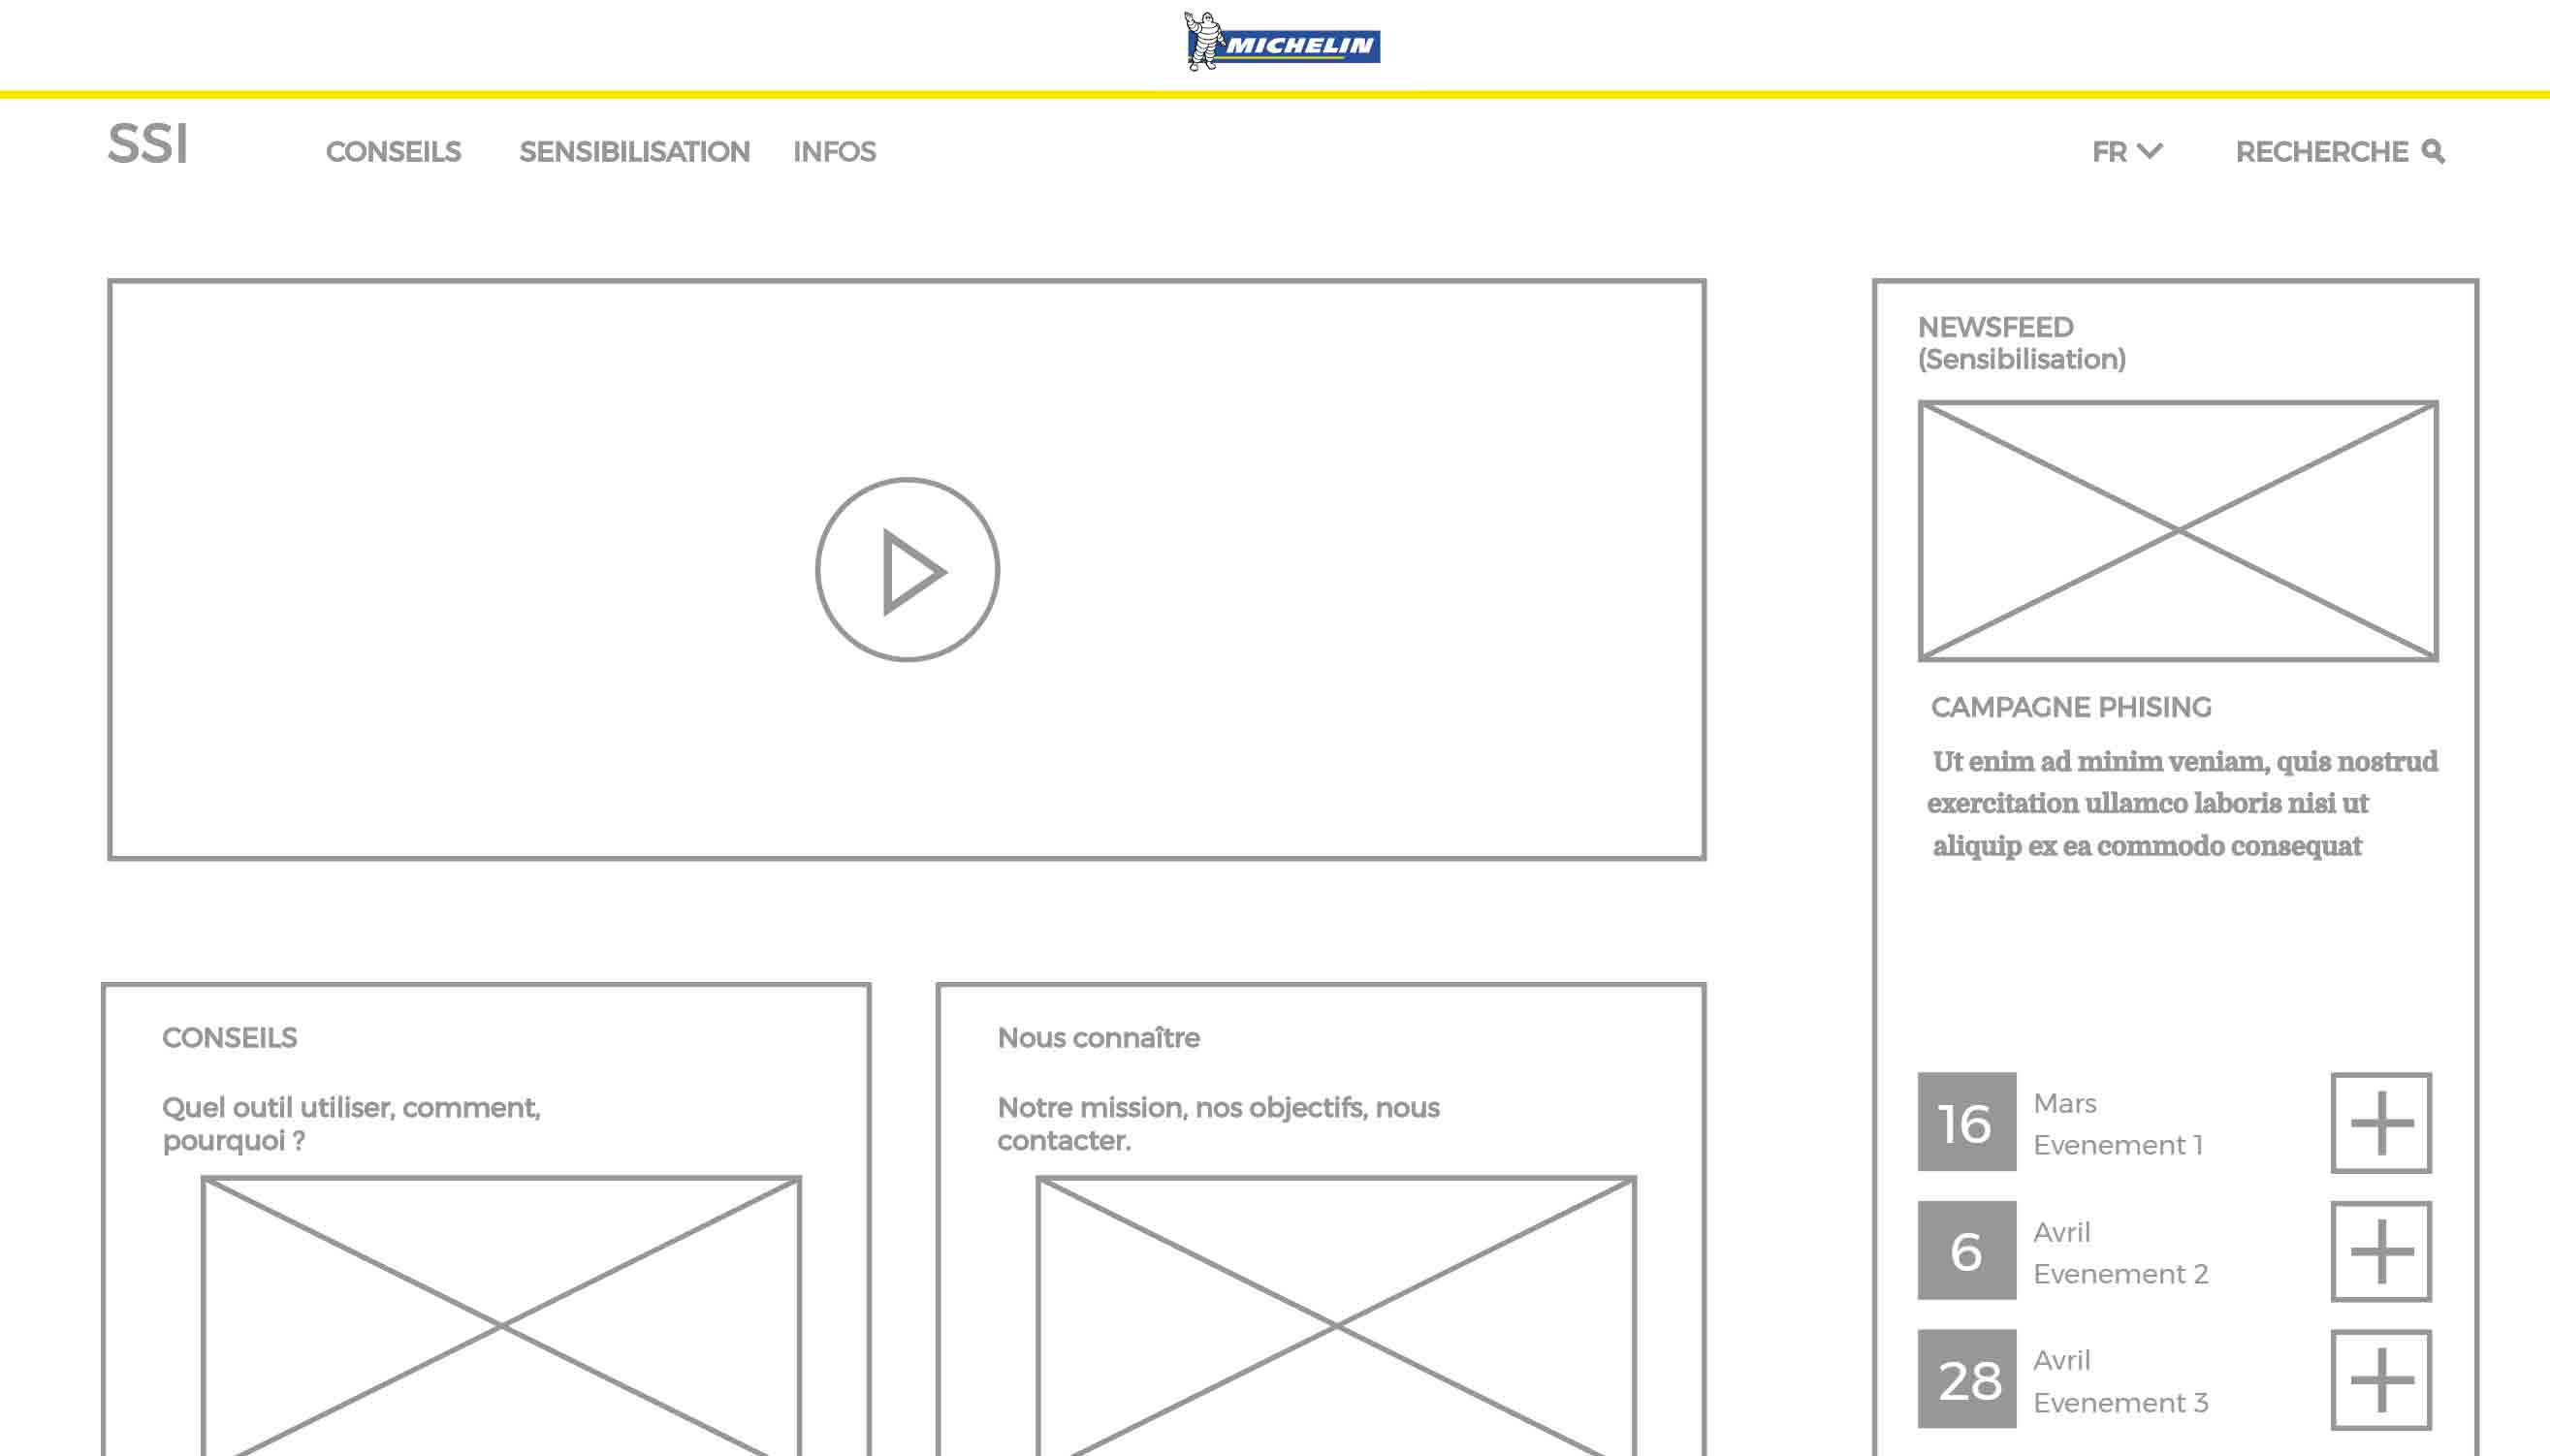 MICHELIN
SSI
CONSEILS
SENSIBILISATION
INFOS
FR
RECHERCHE
NEWSFEED
(Sensibilisation)
CAMPAGNE PHISING
Ut enim ad minim veniam, quis nostrud
exercitation ullamco laboris nisi ut
aliquip ex ea commodo consequat
CONSEILS
Quel outil utiliser, comment,
pourquoi ?
Nous connaître
Notre mission, nos objectifs, nous
contacter.
16
Mars
Evenement 1
6
Avril
Evenement 2
28
Avril
Evenement 3